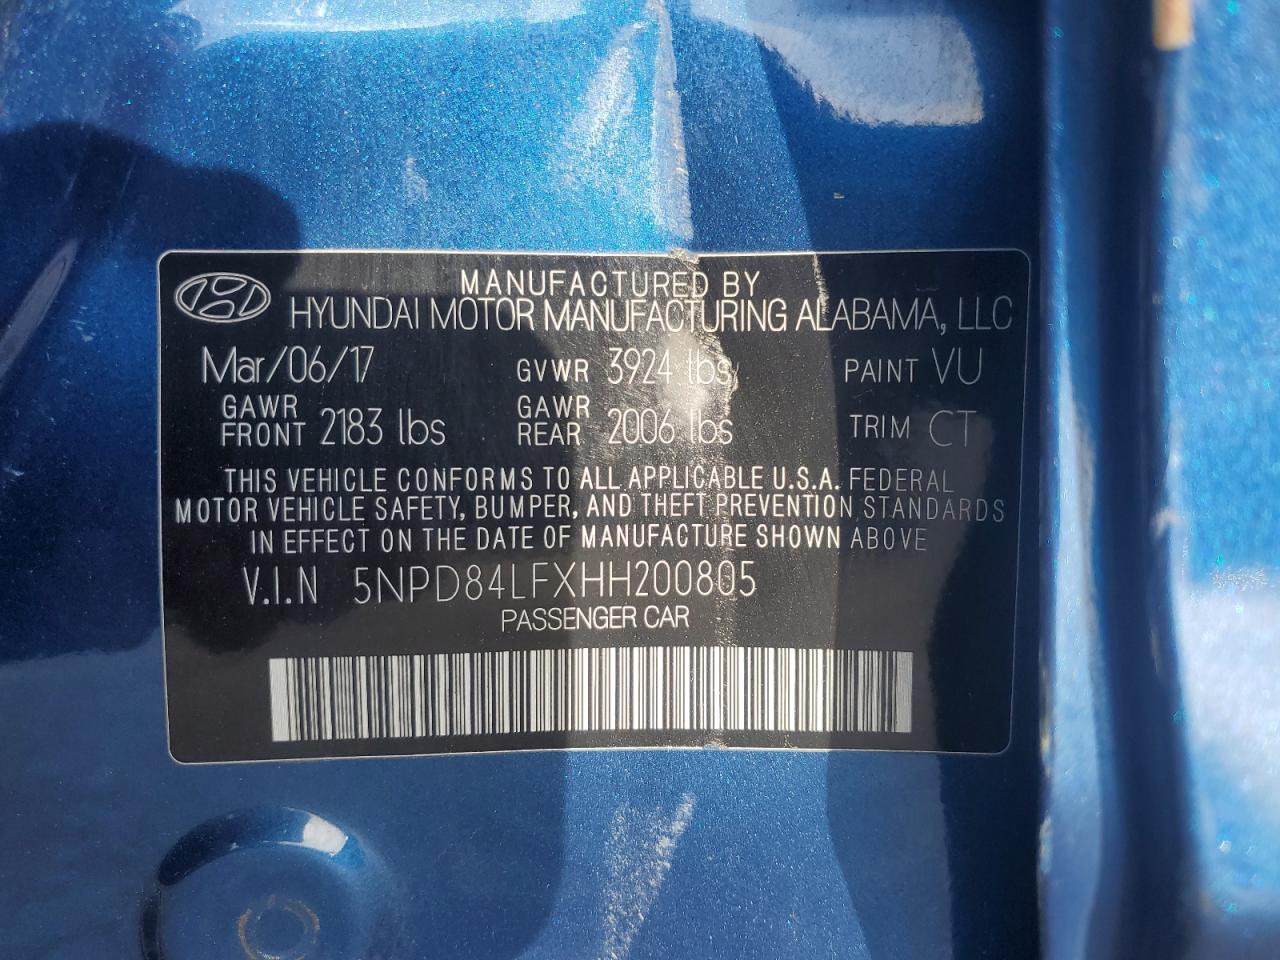 MANUFACTURED BY
HYUNDAI MOTOR MANUFACTURING ALABAMA, LLC
Mar/06/17 GVWR 3924 lbs PAINT VU
GAWR FRONT 2183 lbs GAWR REAR 2006 lbs TRIM CT
THIS VEHICLE CONFORMS TO ALL APPLICABLE U.S.A. FEDERAL
MOTOR VEHICLE SAFETY, BUMPER, AND THEFT PREVENTION STANDARDS
IN EFFECT ON THE DATE OF MANUFACTURE SHOWN ABOVE
V.I.N 5NPD84LFXHH200805
PASSENGER CAR